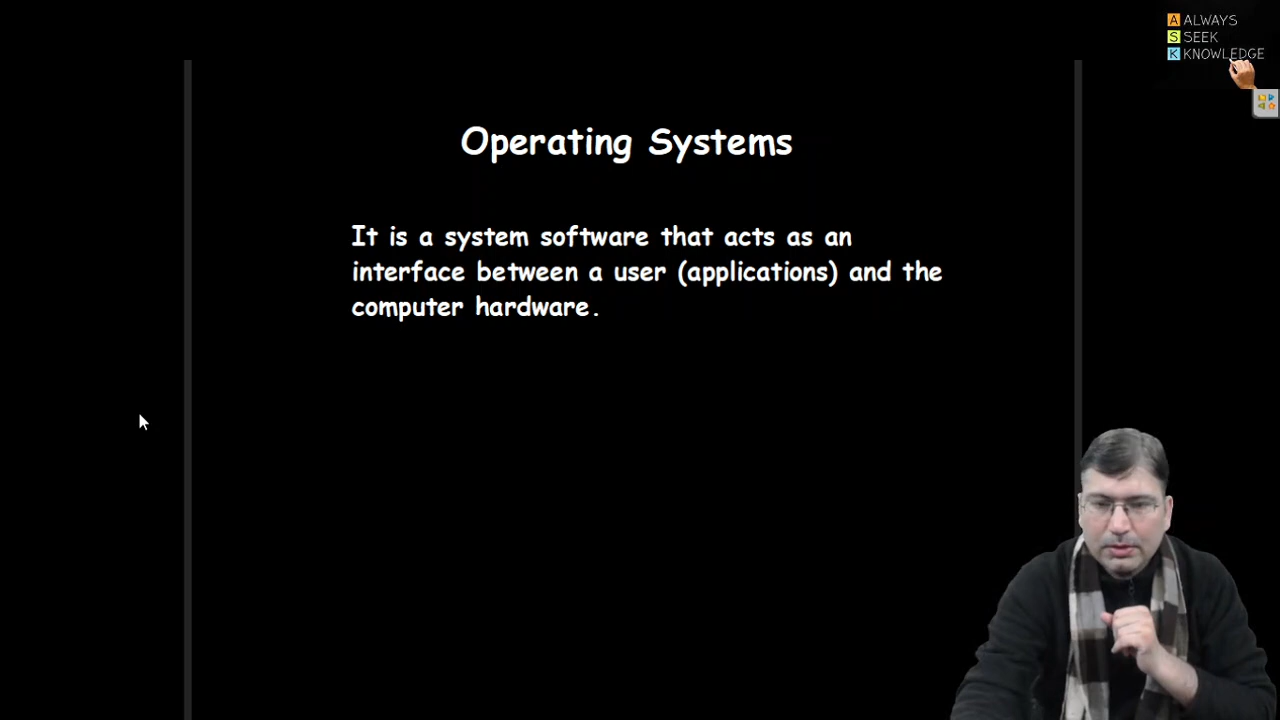 A ALWAYS
S SEEK
K KNOWLEDGE
Operating Systems
It is a system software that acts as an
interface between a user (applications) and the
computer hardware.